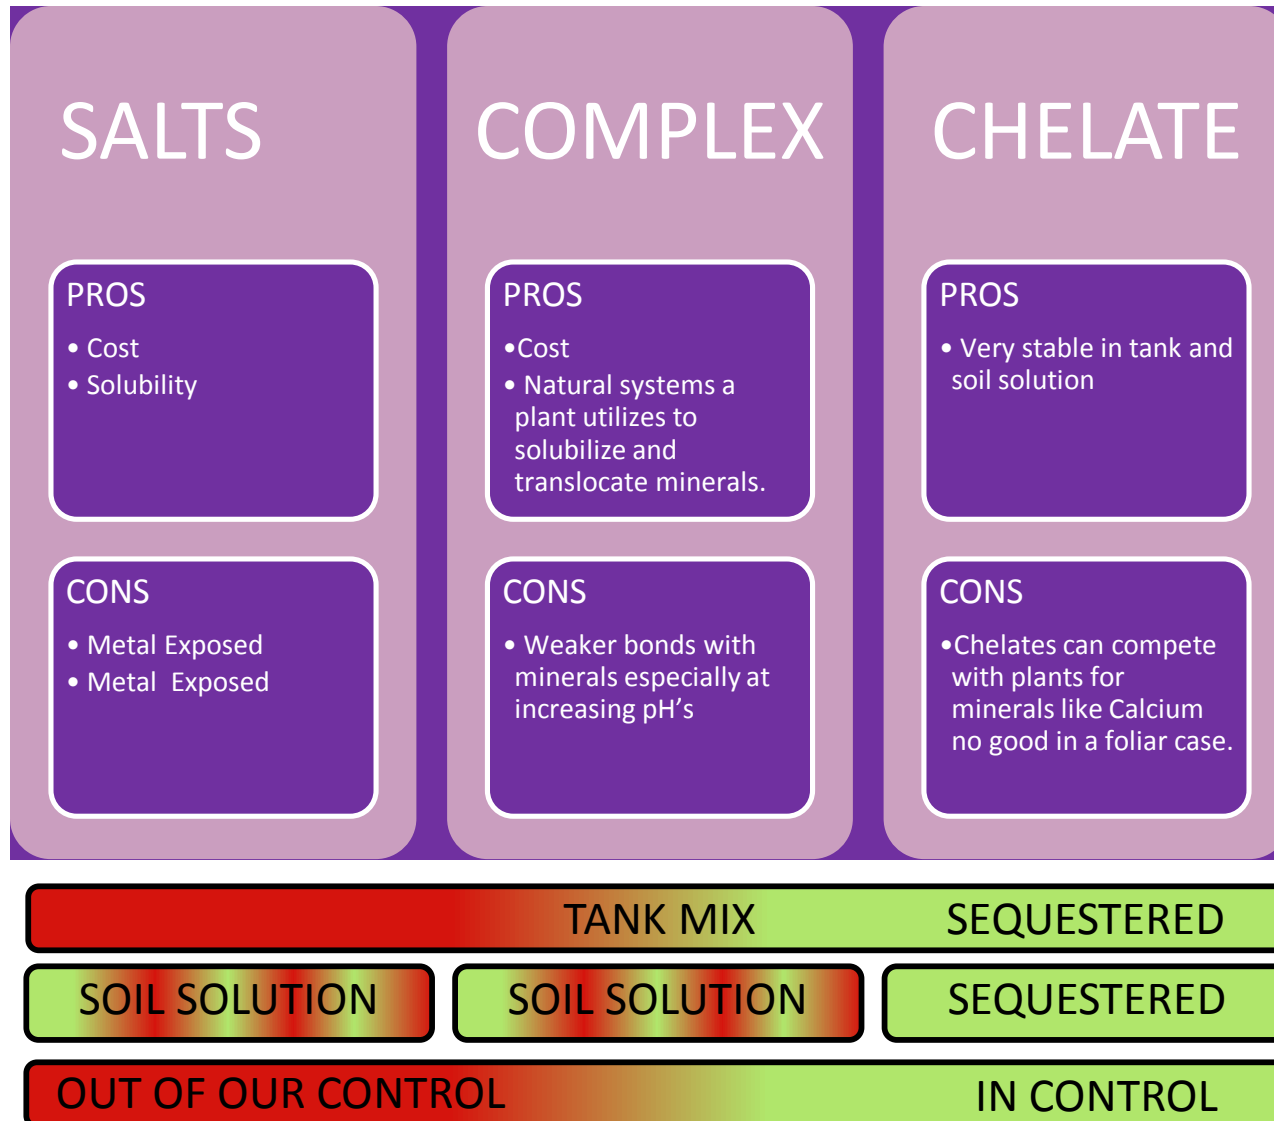 SALTS
PROS
• Cost
• Solubility
CONS
• Metal Exposed
• Metal  Exposed
COMPLEX
PROS
•Cost
• Natural systems a
plant utilizes to
solubilize and
translocate minerals.
CONS
• Weaker bonds with
minerals especially at
increasing pH’s
CHELATE
PROS
• Very stable in tank and
soil solution
CONS
•Chelates can compete
with plants for
minerals like Calcium
no good in a foliar case.
TANK MIX SEQUESTERED
SOIL SOLUTION SOIL SOLUTION SEQUESTERED
OUT OF OUR CONTROL IN CONTROL